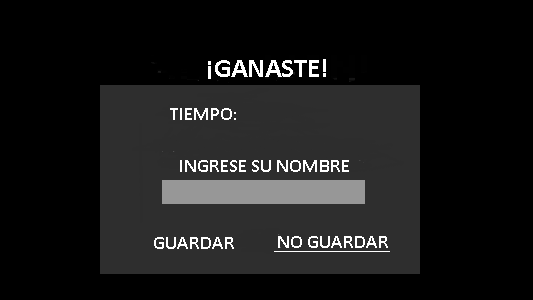 ¡GANASTE!
TIEMPO:
INGRESE SU NOMBRE
GUARDAR NO GUARDAR